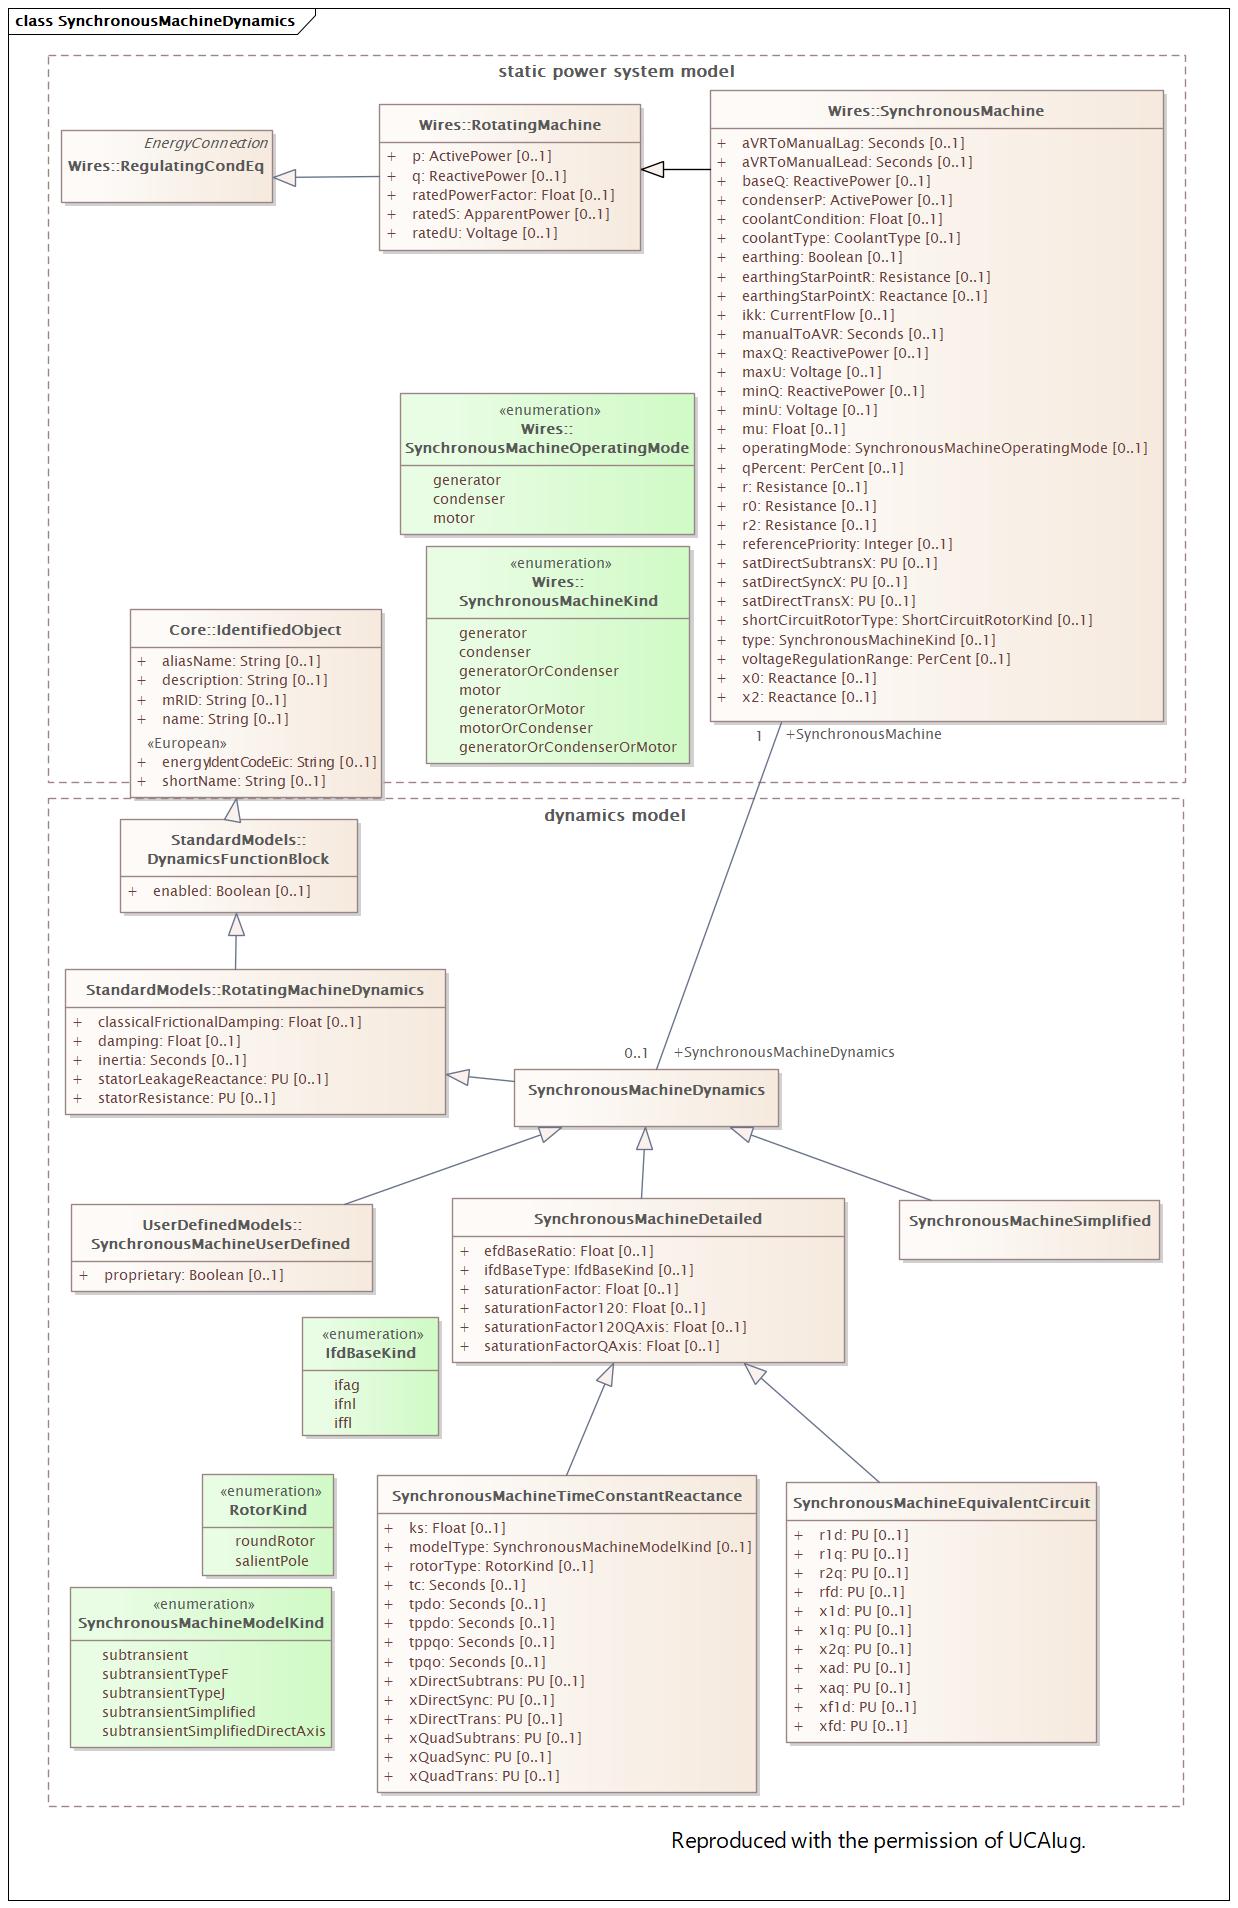 class SynchronousMachineDynamics
static power system model
EnergyConnection
Wires::RegulatingCondEq
Wires::RotatingMachine
+ p: ActivePower [0..1]
+ q: ReactivePower [0..1]
+ ratedPowerFactor: Float [0..1]
+ ratedS: ApparentPower [0..1]
+ ratedU: Voltage [0..1]
Wires::SynchronousMachine
+ aVRToManualLag: Seconds [0..1]
+ aVRToManualLead: Seconds [0..1]
+ baseQ: ReactivePower [0..1]
+ condenserP: ActivePower [0..1]
+ coolantCondition: Float [0..1]
+ coolantType: CoolantType [0..1]
+ earthing: Boolean [0..1]
+ earthingStarPointR: Resistance [0..1]
+ earthingStarPointX: Reactance [0..1]
+ ikk: CurrentFlow [0..1]
+ manualToAVR: Seconds [0..1]
+ maxQ: ReactivePower [0..1]
+ maxU: Voltage [0..1]
+ minQ: ReactivePower [0..1]
+ minU: Voltage [0..1]
+ mu: Float [0..1]
+ operatingMode: SynchronousMachineOperatingMode [0..1]
+ qPercent: PerCent [0..1]
+ r: Resistance [0..1]
+ r0: Resistance [0..1]
+ r2: Resistance [0..1]
+ referencePriority: Integer [0..1]
+ satDirectSubtransX: PU [0..1]
+ satDirectSyncX: PU [0..1]
+ satDirectTransX: PU [0..1]
+ shortCircuitRotorType: ShortCircuitRotorKind [0..1]
+ type: SynchronousMachineKind [0..1]
+ voltageRegulationRange: PerCent [0..1]
+ x0: Reactance [0..1]
+ x2: Reactance [0..1]
«enumeration»
Wires::
SynchronousMachineOperatingMode
generator
condenser
motor
«enumeration»
Wires::
SynchronousMachineKind
generator
condenser
generatorOrCondenser
motor
generatorOrMotor
motorOrCondenser
generatorOrCondenserOrMotor
Core::IdentifiedObject
+ aliasName: String [0..1]
+ description: String [0..1]
+ mRID: String [0..1]
+ name: String [0..1]
«European»
+ energyIdentCodeEic: String [0..1]
+ shortName: String [0..1]
1 +SynchronousMachine
dynamics model
StandardModels::
DynamicsFunctionBlock
+ enabled: Boolean [0..1]
StandardModels::RotatingMachineDynamics
+ classicalFrictionalDamping: Float [0..1]
+ damping: Float [0..1]
+ inertia: Seconds [0..1]
+ statorLeakageReactance: PU [0..1]
+ statorResistance: PU [0..1]
0..1 +SynchronousMachineDynamics
SynchronousMachineDynamics
UserDefinedModels::
SynchronousMachineUserDefined
+ proprietary: Boolean [0..1]
SynchronousMachineDetailed
+ efdBaseRatio: Float [0..1]
+ ifdBaseType: IfdBaseKind [0..1]
+ saturationFactor: Float [0..1]
+ saturationFactor120: Float [0..1]
+ saturationFactor120QAxis: Float [0..1]
+ saturationFactorQAxis: Float [0..1]
SynchronousMachineSimplified
«enumeration»
IfdBaseKind
ifag
ifnl
iffl
«enumeration»
RotorKind
roundRotor
salientPole
«enumeration»
SynchronousMachineModelKind
subtransient
subtransientTypeF
subtransientTypeJ
subtransientSimplified
subtransientSimplifiedDirectAxis
SynchronousMachineTimeConstantReactance
+ ks: Float [0..1]
+ modelType: SynchronousMachineModelKind [0..1]
+ rotorType: RotorKind [0..1]
+ tc: Seconds [0..1]
+ tpdo: Seconds [0..1]
+ tppdo: Seconds [0..1]
+ tppqo: Seconds [0..1]
+ tpqo: Seconds [0..1]
+ xDirectSubtrans: PU [0..1]
+ xDirectSync: PU [0..1]
+ xDirectTrans: PU [0..1]
+ xQuadSubtrans: PU [0..1]
+ xQuadSync: PU [0..1]
+ xQuadTrans: PU [0..1]
SynchronousMachineEquivalentCircuit
+ r1d: PU [0..1]
+ r1q: PU [0..1]
+ r2q: PU [0..1]
+ rfd: PU [0..1]
+ x1d: PU [0..1]
+ x1q: PU [0..1]
+ x2q: PU [0..1]
+ xad: PU [0..1]
+ xaq: PU [0..1]
+ xf1d: PU [0..1]
+ xfd: PU [0..1]
Reproduced with the permission of UCAIug.